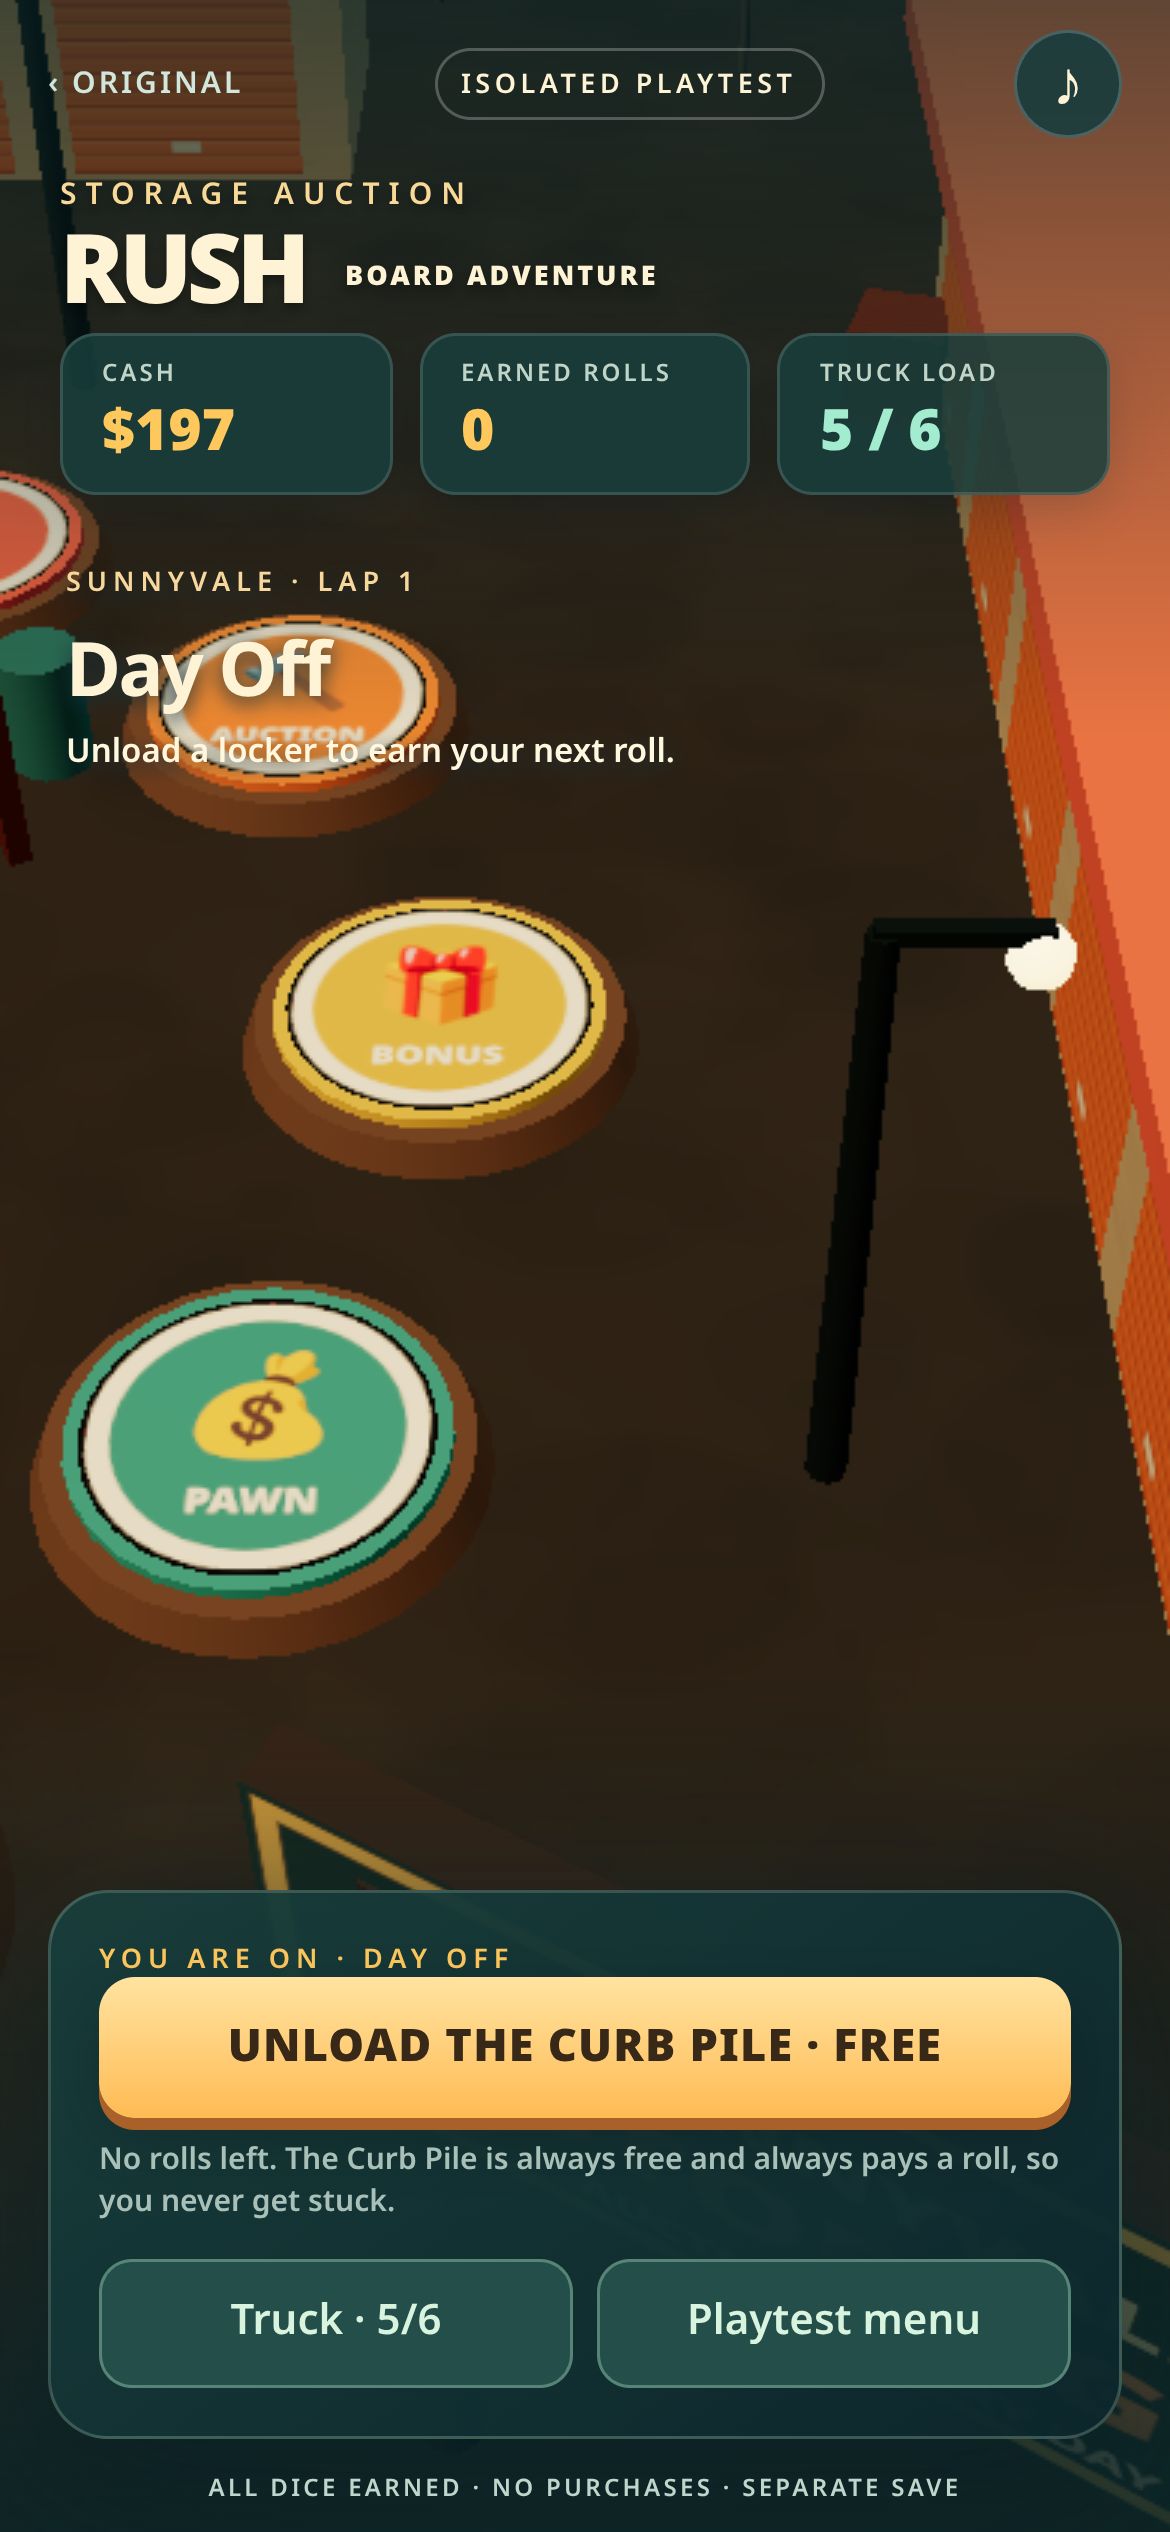 ‹ ORIGINAL
ISOLATED PLAYTEST
STORAGE AUCTION
RUSH BOARD ADVENTURE
CASH
$197
EARNED ROLLS
0
TRUCK LOAD
5 / 6
SUNNYVALE · LAP 1
Day Off
AUCTION
Unload a locker to earn your next roll.
BONUS
$
PAWN
YOU ARE ON · DAY OFF
UNLOAD THE CURB PILE · FREE
No rolls left. The Curb Pile is always free and always pays a roll, so
you never get stuck.
Truck · 5/6
Playtest menu
DAY
ALL DICE EARNED · NO PURCHASES · SEPARATE SAVE